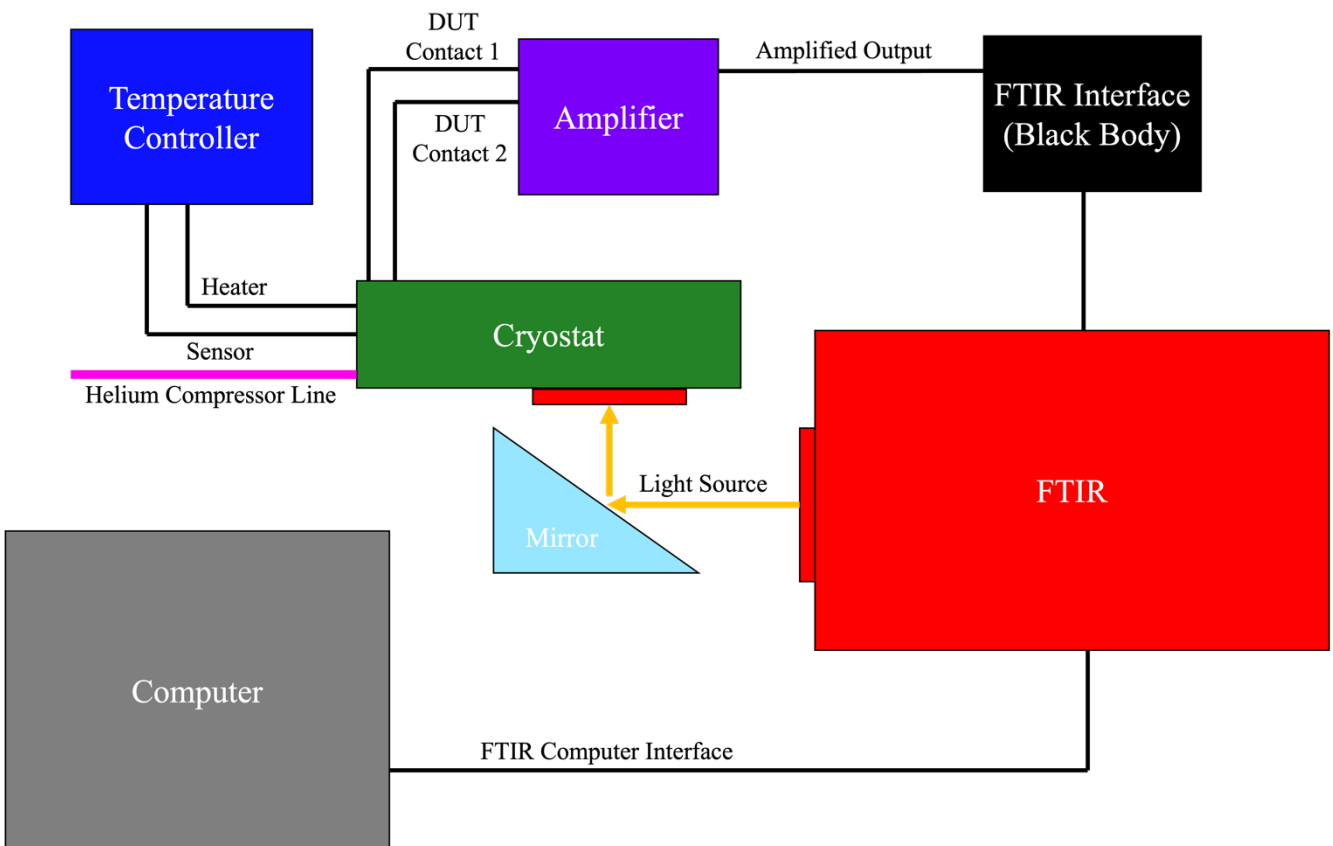 DUT
Contact 1
Amplified Output
Temperature
Controller
Amplifier
FTIR Interface
(Black Body)
DUT
Contact 2
Heater
Cryostat
Sensor
Helium Compressor Line
Light Source
FTIR
Mirror
Computer
FTIR Computer Interface